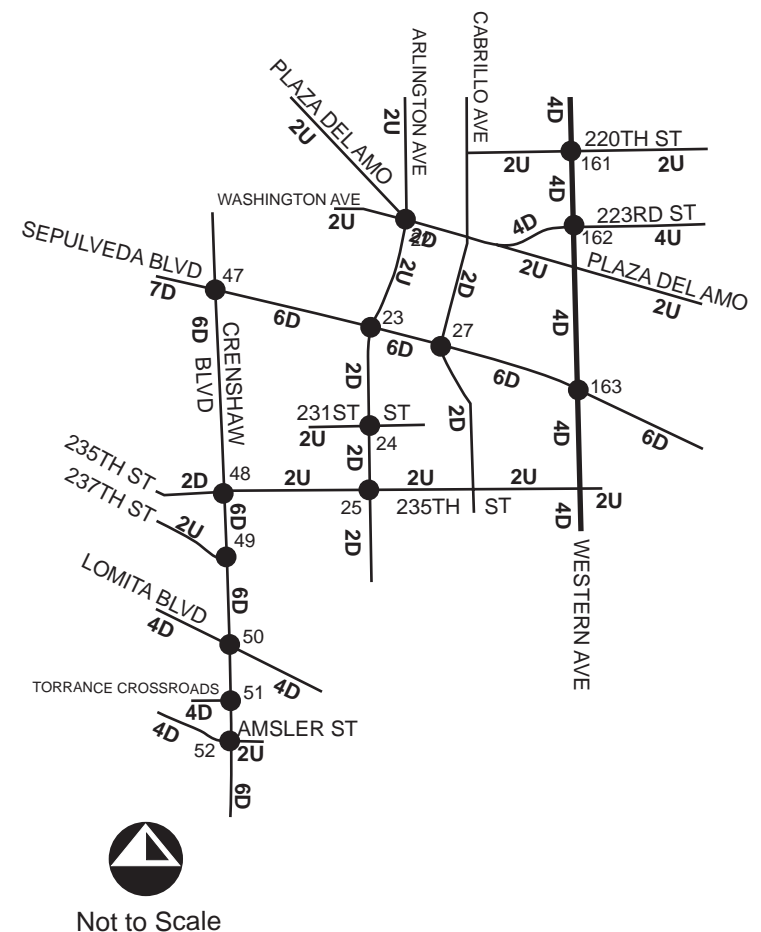 CABRILLO AVE
ARLINGTON AVE
PLAZA DEL AMO
2U
2U
4D
220TH ST
2U
161
2U
4D
WASHINGTON AVE
2U
223RD ST
4D
162
4U
SEPULVEDA BLVD
7D
47
2U
2D
2U
PLAZA DEL AMO
2U
6D
6D
CRENSHAW
BLVD
23
6D
27
6D
4D
163
4D
6D
2D
2D
231ST ST
2U
24
2D
235TH ST
2D
48
2U
2U
2U
2U
237TH ST
2U
6D
49
25
235TH ST
2D
4D
WESTERN AVE
LOMITA BLVD
4D
6D
50
4D
TORRANCE CROSSROADS
4D
51
4D
52
AMSLER ST
2U
6D
Not to Scale